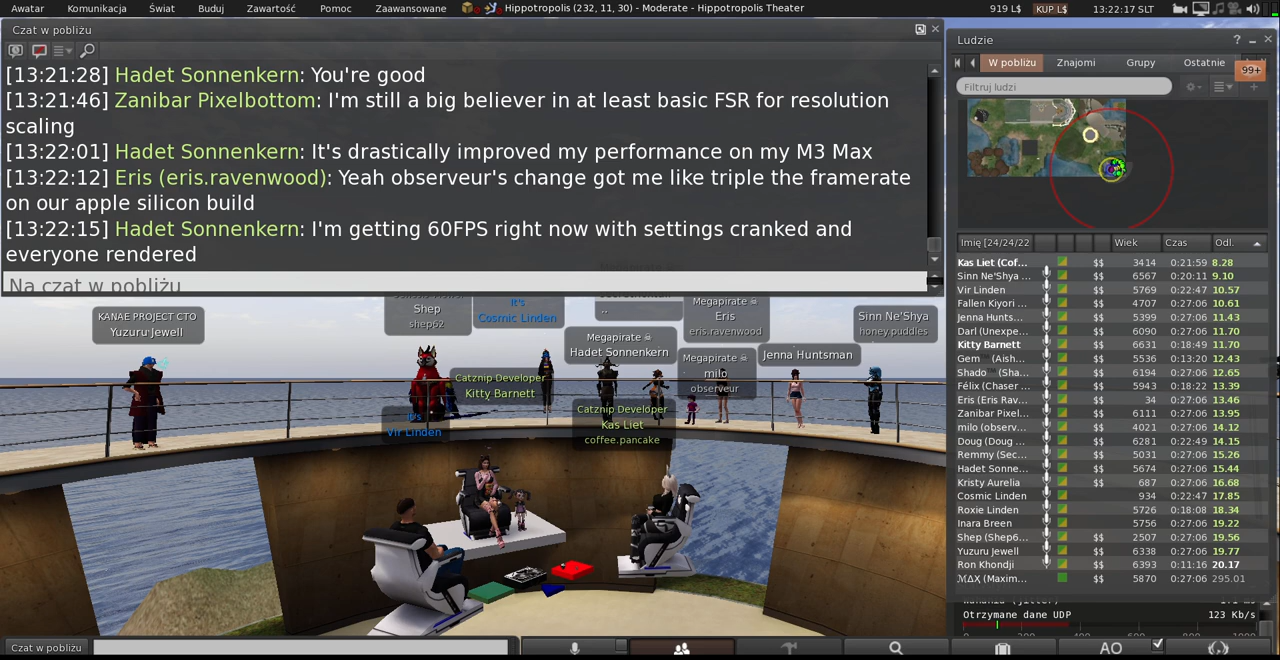 Awatar Komunikacja Świat Buduj Zawartość Pomoc Zaawansowane Hippotropolis (232, 11, 30) - Moderate - Hippotropolis Theater 919 L$ KUP L$ 13:22:17 SLT
Czat w pobliżu
[13:21:28] Hadet Sonnenkern: You're good
[13:21:46] Zanibar Pixelbottom: I'm still a big believer in at least basic FSR for resolution
scaling
[13:22:01] Hadet Sonnenkern: It's drastically improved my performance on my M3 Max
[13:22:12] Eris (eris.ravenwood): Yeah observeur's change got me like triple the framerate
on our apple silicon build
[13:22:15] Hadet Sonnenkern: I'm getting 60FPS right now with settings cranked and
everyone rendered
Na czat w pobliżu
KANAE PROJECT CTO
Yuzuru Jewell
Shep
shep62
It's
Cosmic Linden
..
Megapirate ☠
Hadet Sonnenkern
Megapirate ☠
Eris
eris.ravenwood
Megapirate ☠
milo
observeur
Jenna Huntsman
Sinn Ne'Shya
honey.puddles
Catznip Developer
Kitty Barnett
It's
Vir Linden
Catznip Developer
Kas Liet
coffee.pancake
Ludzie
? _ ×
W pobliżu Znajomi Grupy Ostatnie
99+
Filtruj ludzi
Imię [24/24/22 Wiek Czas Odl.
Kas Liet (Cof... $$ 3414 0:21:59 8.28
Sinn Ne'Shya ... $$ 6567 0:20:11 9.10
Vir Linden $$ 5769 0:22:47 10.57
Fallen Kiyori ... $$ 4707 0:27:06 10.61
Jenna Hunts... $$ 5399 0:27:06 11.43
Darl (Unexpe... $$ 6090 0:27:06 11.70
Kitty Barnett $$ 6631 0:18:49 11.70
Gem™ (Aish... $$ 5536 0:13:20 12.43
Shado™ (Sha... $$ 6194 0:27:06 12.65
Félix (Chaser ... $$ 5943 0:18:22 13.39
Eris (Eris Rav... $$ 34 0:27:06 13.46
Zanibar Pixel... $$ 6111 0:27:06 13.95
milo (observ... $$ 4021 0:27:06 14.12
Doug (Doug ... $$ 6281 0:22:49 14.15
Remmy (Sec... $$ 5031 0:27:06 15.26
Hadet Sonne... $$ 5674 0:27:06 15.44
Kristy Aurelia $$ 687 0:27:06 16.68
Cosmic Linden 934 0:22:47 17.85
Roxie Linden $$ 5726 0:18:08 18.34
Inara Breen $$ 5756 0:27:06 19.22
Shep (Shep6... $$ 2507 0:27:06 19.56
Yuzuru Jewell $$ 6338 0:27:06 19.77
Ron Khondji $$ 6393 0:11:16 20.17
ℳΔⵅ (Maxim... $$ 5870 0:27:06 295.01
Otrzymane dane UDP 123 Kb/s
0 200 400 600 800 1000
Czat w pobliżu
AO